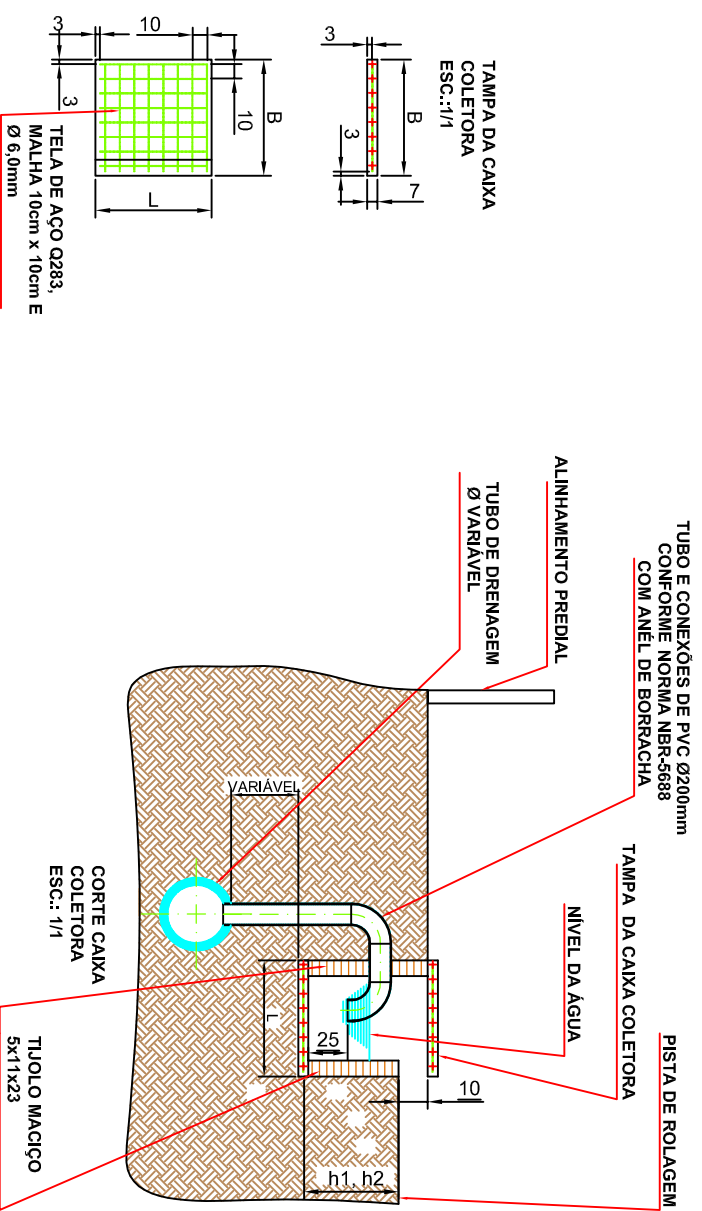 TAMPA DA CAIXA
COLETORA
ESC.:1/1
3
B
3
7
3
10
3
10
B
L
TELA DE AÇO Q283,
MALHA 10cm x 10cm E
Ø 6,0mm
TUBO E CONEXÕES DE PVC Ø200mm
CONFORME NORMA NBR-5688
COM ANÉL DE BORRACHA
ALINHAMENTO PREDIAL
TUBO DE DRENAGEM
Ø VARIÁVEL
TAMPA DA CAIXA COLETORA
NÍVEL DA ÁGUA
PISTA DE ROLAGEM
VARIÁVEL
L
25
10
h1, h2
CORTE CAIXA
COLETORA
ESC.: 1/1
TIJOLO MACIÇO
5x11x23